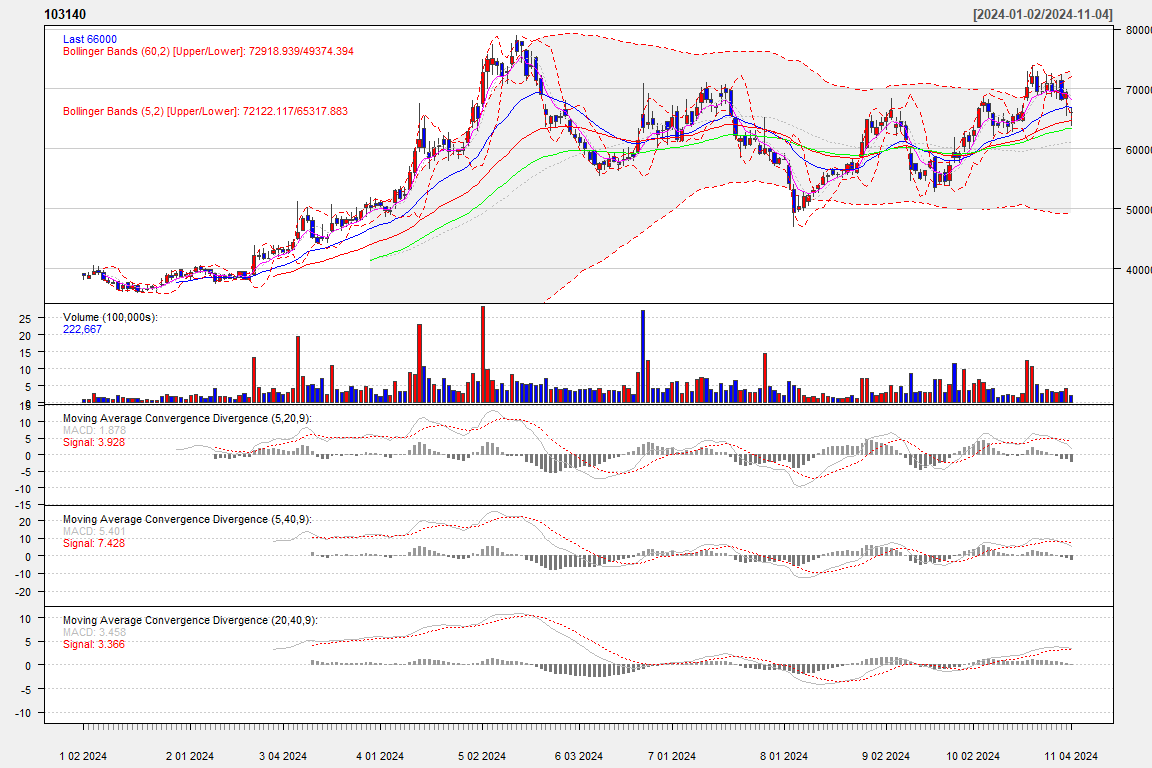 103140 [2024-01-02/2024-11-04]
Last 66000
Bollinger Bands (60,2) [Upper/Lower]: 72918.939/49374.394
Bollinger Bands (5,2) [Upper/Lower]: 72122.117/65317.883
80000
70000
60000
50000
40000
Volume (100,000s):
222,667
25
20
15
10
5
0
Moving Average Convergence Divergence (5,20,9):
MACD: 1.878
Signal: 3.928
15
10
5
0
-5
-10
-15
Moving Average Convergence Divergence (5,40,9):
MACD: 5.401
Signal: 7.428
20
10
0
-10
-20
Moving Average Convergence Divergence (20,40,9):
MACD: 3.458
Signal: 3.366
10
5
0
-5
-10
1 02 2024 2 01 2024 3 04 2024 4 01 2024 5 02 2024 6 03 2024 7 01 2024 8 01 2024 9 02 2024 10 02 2024 11 04 2024